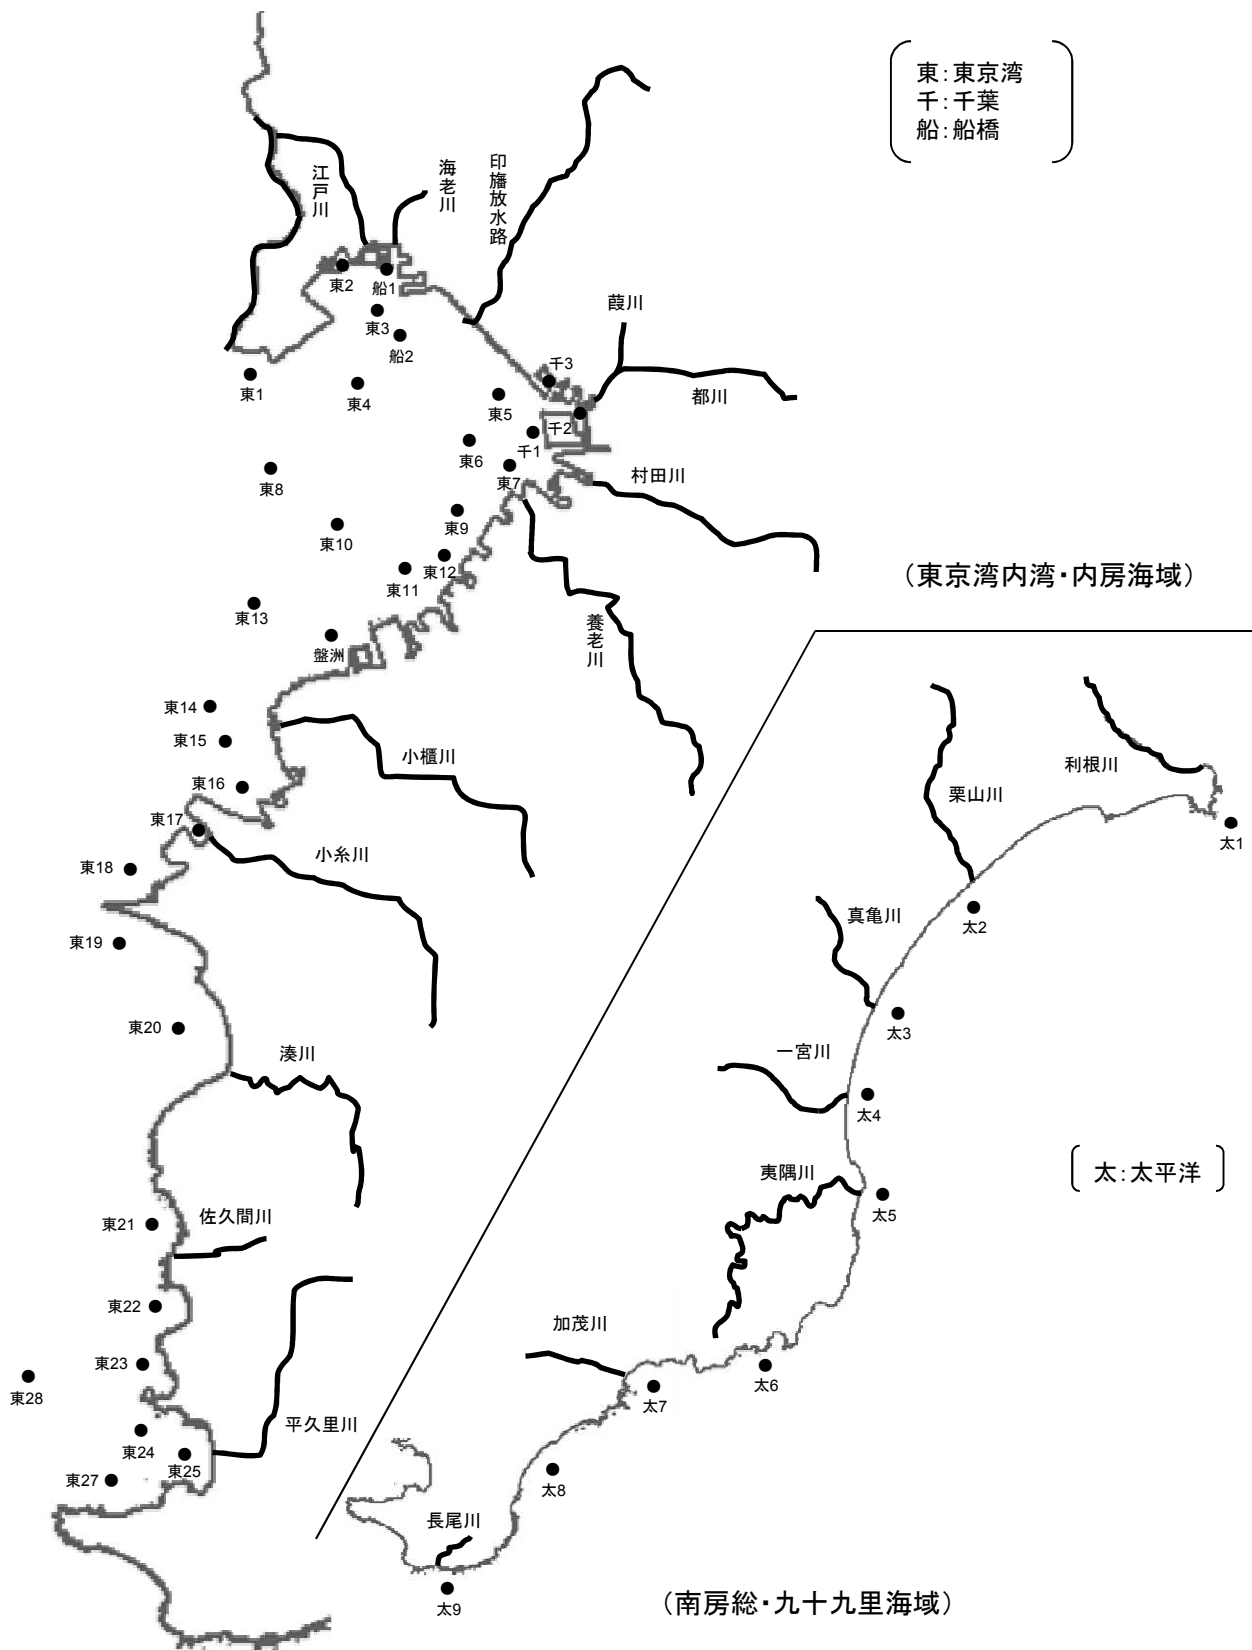 東：東京湾
千：千葉
船：船橋
江戸川
海老川
印旛放水路
東2
船1
東3
船2
葭川
千3
都川
東1
東4
東5
千2
千1
東6
東7
村田川
東8
東9
東10
東12
東11
（東京湾内湾・内房海域）
東13
養老川
盤洲
東14
東15
小櫃川
東16
東17
小糸川
東18
東19
東20
湊川
佐久間川
東21
東22
東23
東28
平久里川
東24
東25
東27
利根川
栗山川
太1
真亀川
太2
太3
一宮川
太4
太：太平洋
夷隅川
太5
加茂川
太6
太7
太8
長尾川
太9
（南房総・九十九里海域）